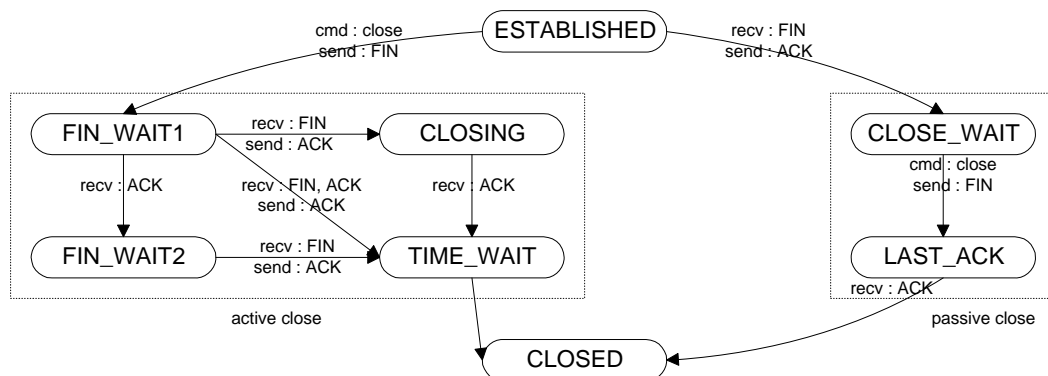 ESTABLISHED
cmd : close
send : FIN
recv : FIN
send : ACK
FIN_WAIT1
recv : FIN
send : ACK
CLOSING
CLOSE_WAIT
recv : ACK
recv : FIN, ACK
send : ACK
recv : ACK
cmd : close
send : FIN
FIN_WAIT2
recv : FIN
send : ACK
TIME_WAIT
LAST_ACK
recv : ACK
active close
passive close
CLOSED